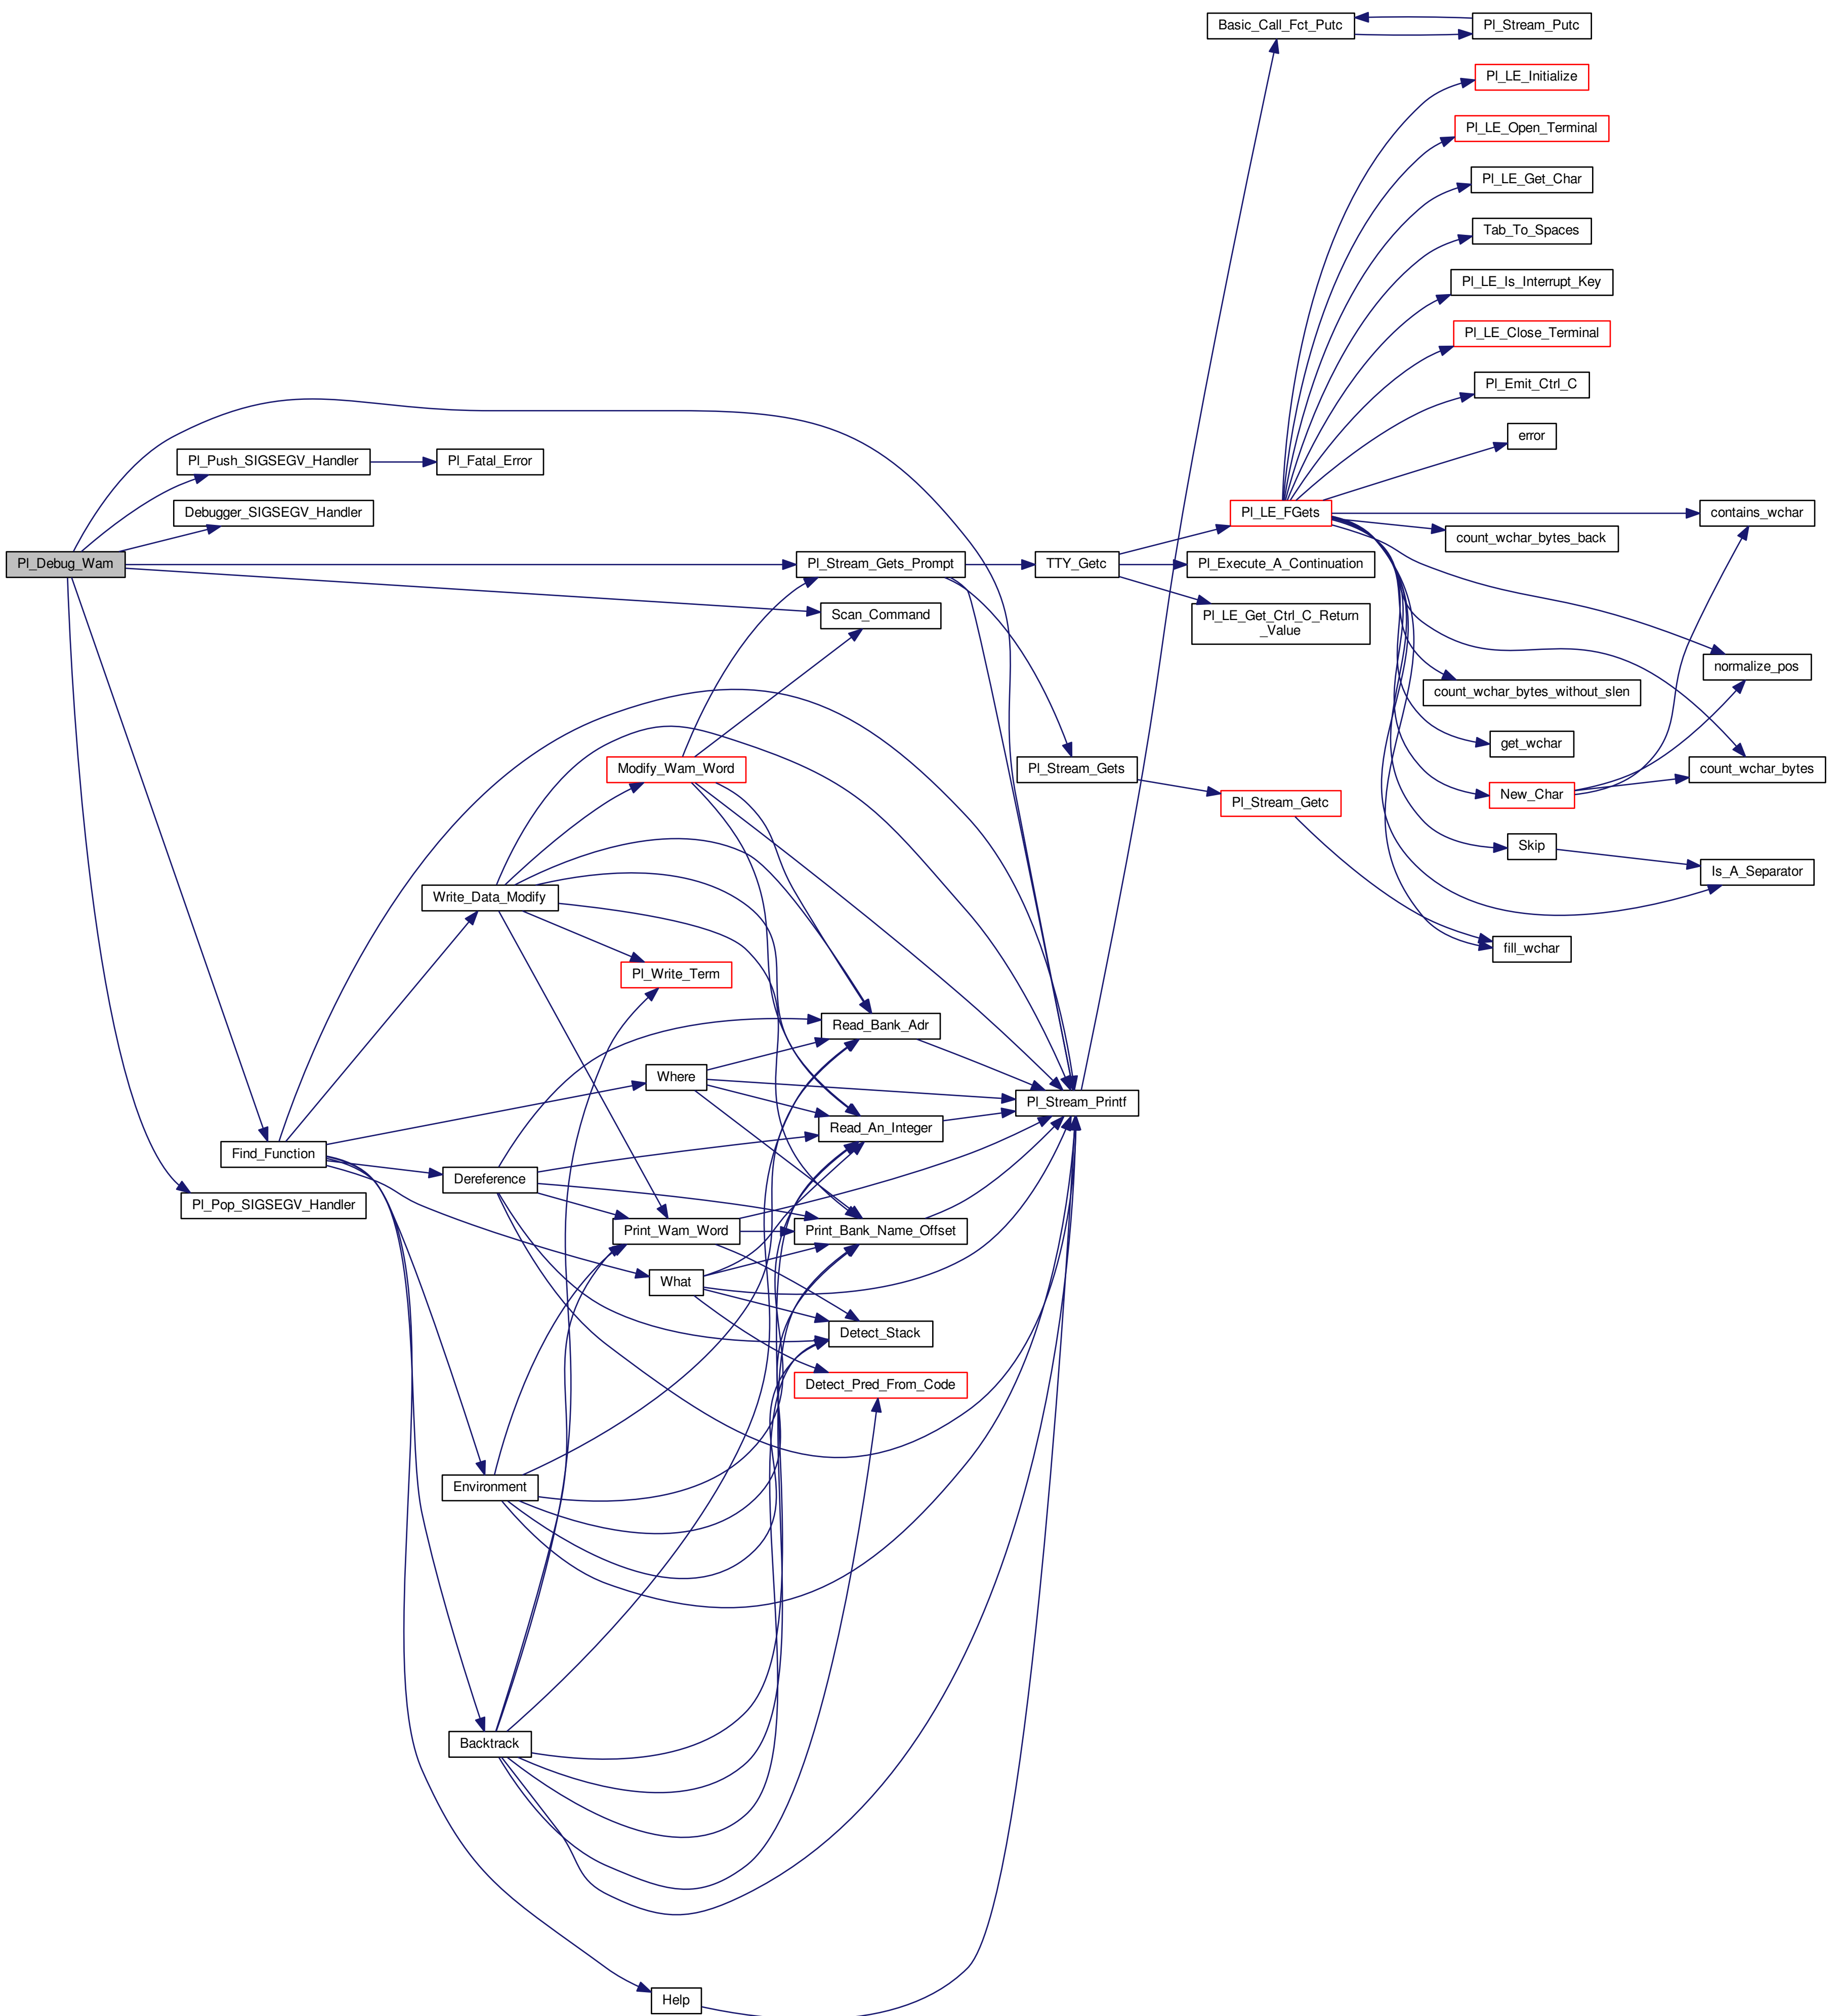 Basic_Call_Fct_Putc
Pl_Stream_Putc
Pl_LE_Initialize
Pl_LE_Open_Terminal
Pl_LE_Get_Char
Tab_To_Spaces
Pl_LE_Is_Interrupt_Key
Pl_LE_Close_Terminal
Pl_Emit_Ctrl_C
error
Pl_Push_SIGSEGV_Handler
Pl_Fatal_Error
Debugger_SIGSEGV_Handler
Pl_LE_FGets
contains_wchar
count_wchar_bytes_back
Pl_Debug_Wam
Pl_Stream_Gets_Prompt
TTY_Getc
Pl_Execute_A_Continuation
Scan_Command
Pl_LE_Get_Ctrl_C_Return
_Value
normalize_pos
count_wchar_bytes_without_slen
get_wchar
Modify_Wam_Word
Pl_Stream_Gets
count_wchar_bytes
Pl_Stream_Getc
New_Char
Skip
Is_A_Separator
Write_Data_Modify
fill_wchar
Pl_Write_Term
Read_Bank_Adr
Where
Pl_Stream_Printf
Read_An_Integer
Find_Function
Dereference
Pl_Pop_SIGSEGV_Handler
Print_Wam_Word
Print_Bank_Name_Offset
What
Detect_Stack
Detect_Pred_From_Code
Environment
Backtrack
Help